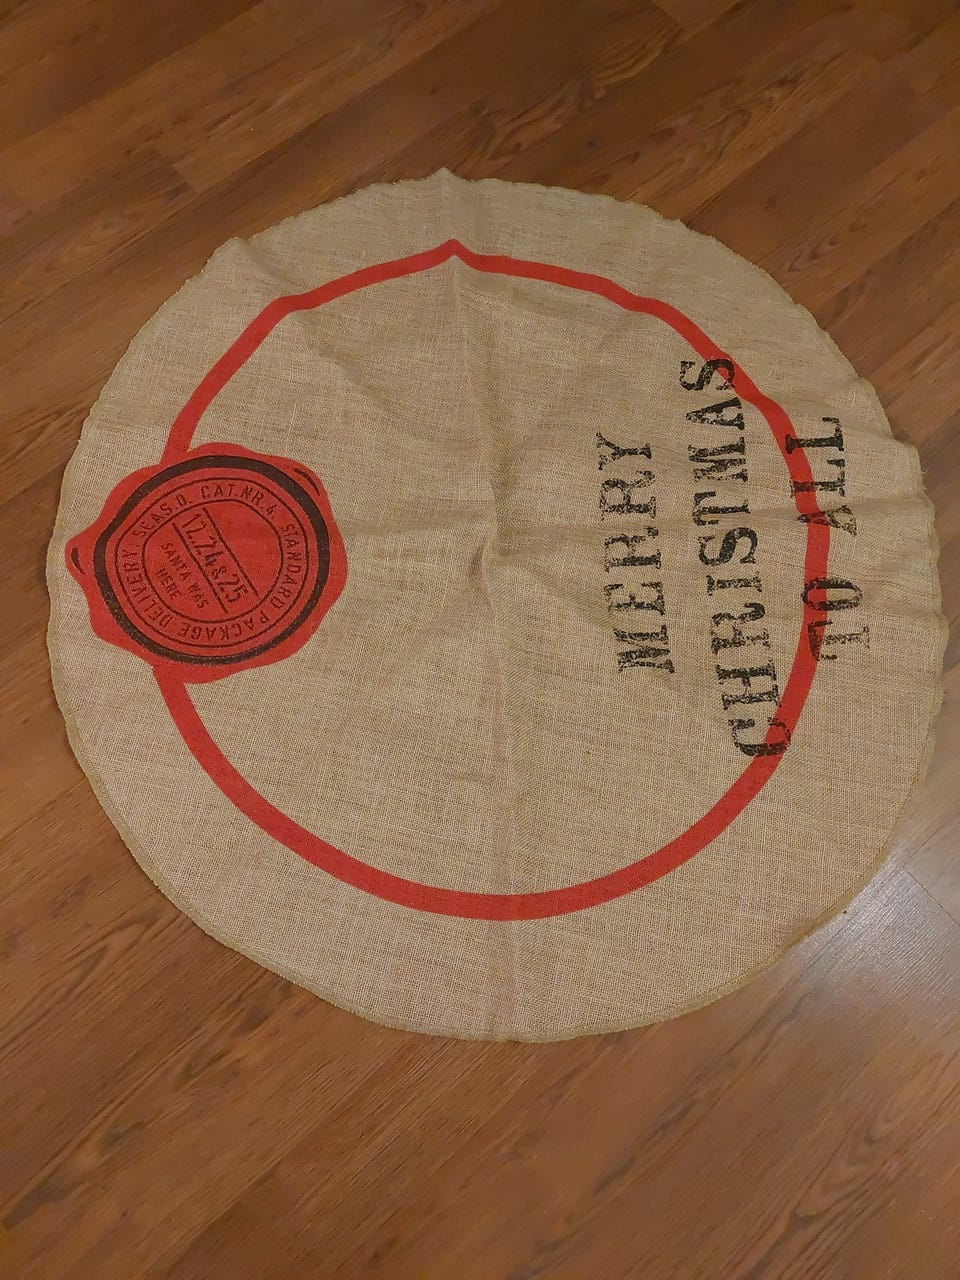 MERRY
CHRISTMAS
TO ALL
STANDARD PACKAGE DELIVERY SEAS.O. CAT.NR.4.
12.24&25
SANTA WAS
HERE